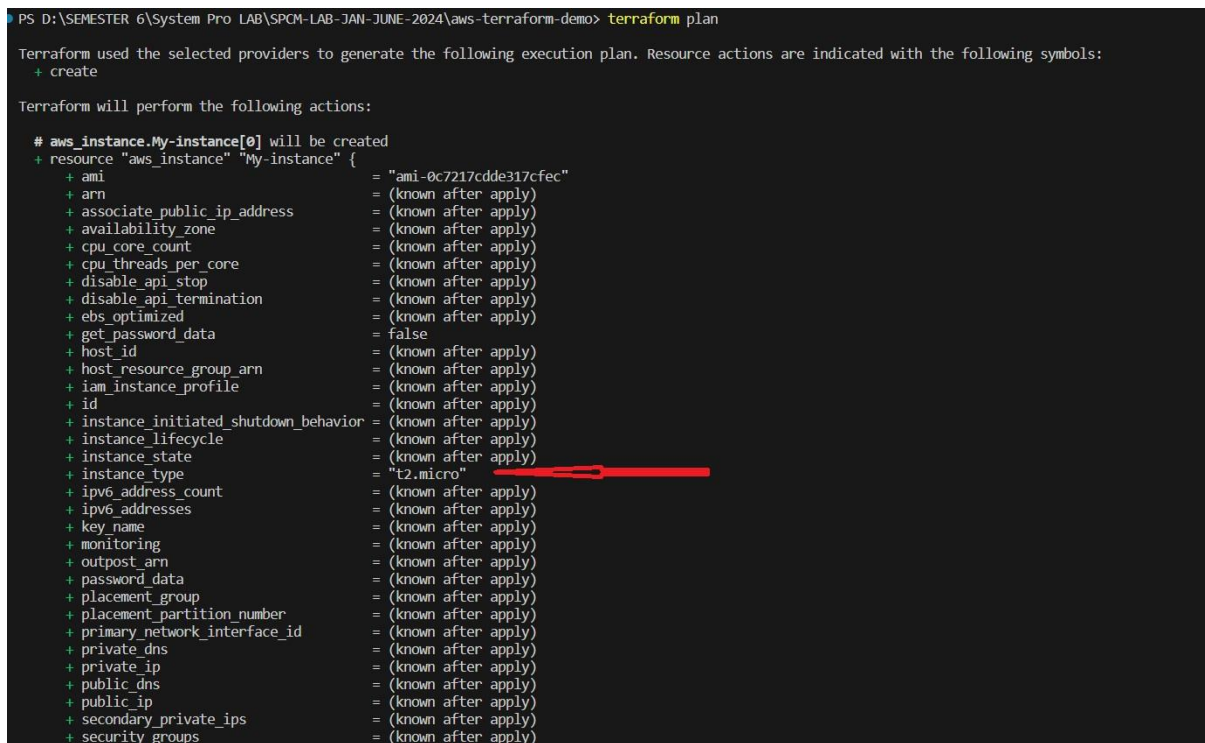 PS D:\SEMESTER 6\System Pro LAB\SPCM-LAB-JAN-JUNE-2024\aws-terraform-demo> terraform plan
Terraform used the selected providers to generate the following execution plan. Resource actions are indicated with the following symbols:
+ create
Terraform will perform the following actions:
# aws_instance.My-instance[0] will be created
+ resource "aws_instance" "My-instance" {
+ ami = "ami-0c7217cdde317cfec"
+ arn = (known after apply)
+ associate_public_ip_address = (known after apply)
+ availability_zone = (known after apply)
+ cpu_core_count = (known after apply)
+ cpu_threads_per_core = (known after apply)
+ disable_api_stop = (known after apply)
+ disable_api_termination = (known after apply)
+ ebs_optimized = (known after apply)
+ get_password_data = false
+ host_id = (known after apply)
+ host_resource_group_arn = (known after apply)
+ iam_instance_profile = (known after apply)
+ id = (known after apply)
+ instance_initiated_shutdown_behavior = (known after apply)
+ instance_lifecycle = (known after apply)
+ instance_state = (known after apply)
+ instance_type = "t2.micro"
+ ipv6_address_count = (known after apply)
+ ipv6_addresses = (known after apply)
+ key_name = (known after apply)
+ monitoring = (known after apply)
+ outpost_arn = (known after apply)
+ password_data = (known after apply)
+ placement_group = (known after apply)
+ placement_partition_number = (known after apply)
+ primary_network_interface_id = (known after apply)
+ private_dns = (known after apply)
+ private_ip = (known after apply)
+ public_dns = (known after apply)
+ public_ip = (known after apply)
+ secondary_private_ips = (known after apply)
+ security_groups = (known after apply)